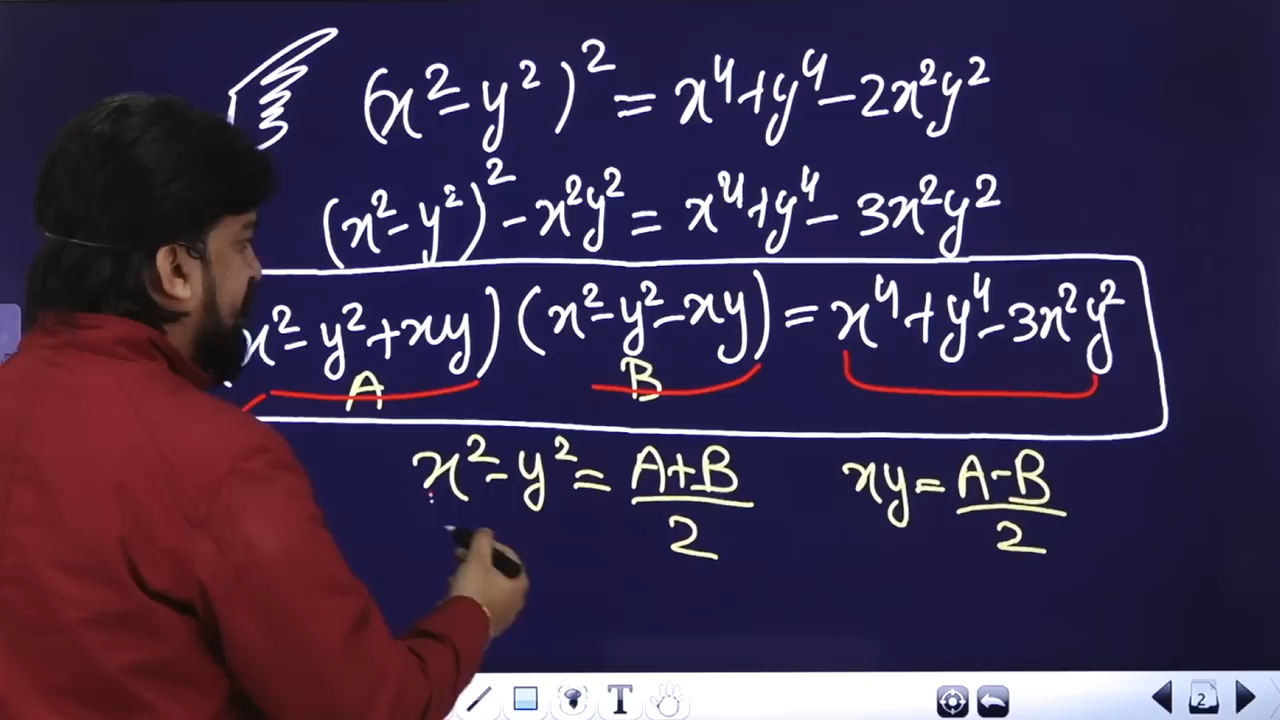 (x²-y²)² = x⁴+y⁴-2x²y²
(x²-y²)²-x²y² = x⁴+y⁴-3x²y²
x²-y²+xy)(x²-y²-xy) = x⁴+y⁴-3x²y²
A B
x²-y² = A+B/2 xy = A-B/2
T 2